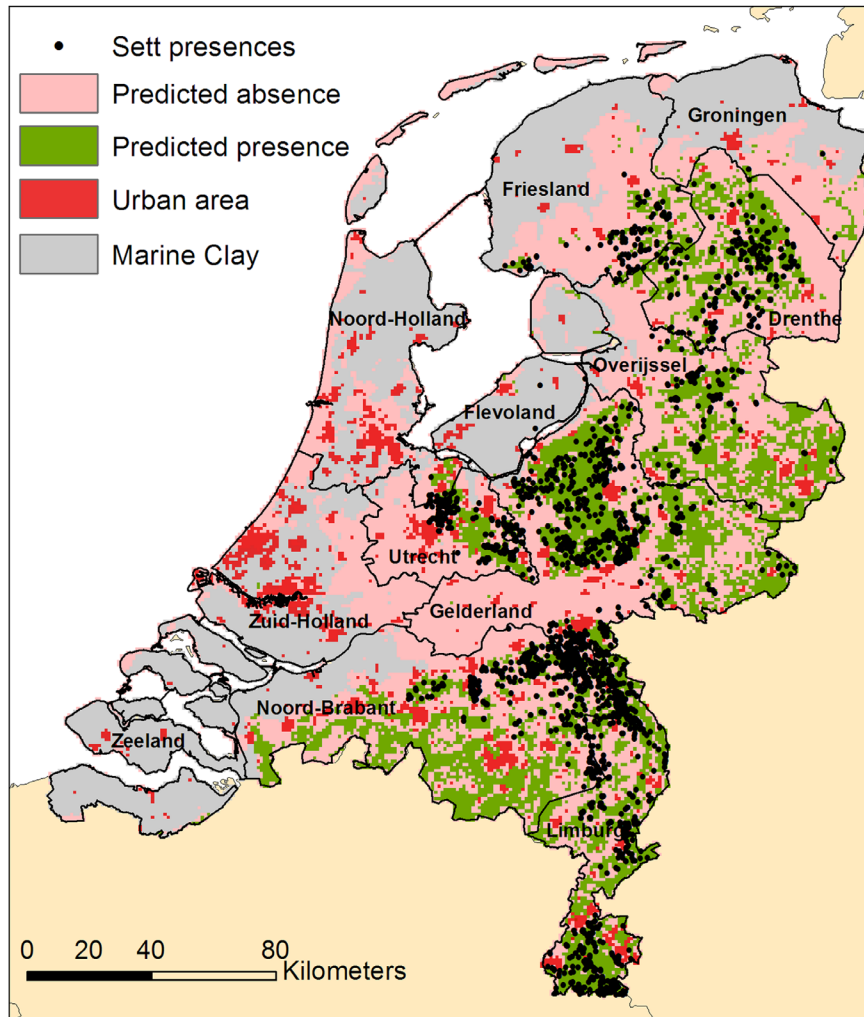 Sett presences
Predicted absence
Predicted presence
Urban area
Marine Clay
Groningen
Friesland
Noord-Holland
Drenthe
Overijssel
Flevoland
Utrecht
Gelderland
Zuid-Holland
Noord-Brabant
Zeeland
Limburg
0 20 40 80
Kilometers